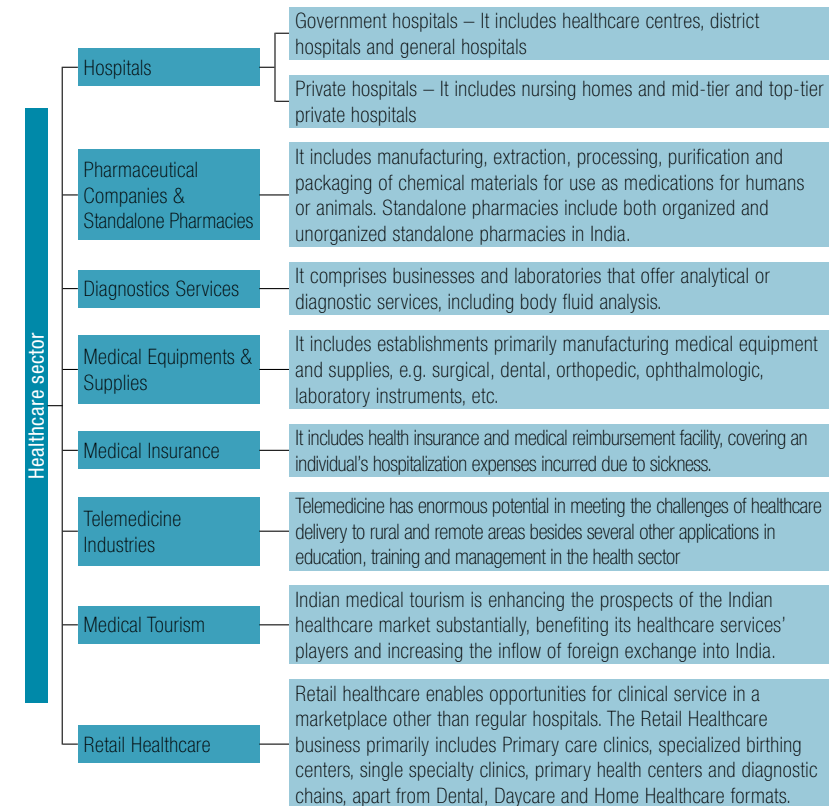 Healthcare sector
Hospitals
Government hospitals – It includes healthcare centres, district
hospitals and general hospitals
Private hospitals – It includes nursing homes and mid-tier and top-tier
private hospitals
Pharmaceutical
Companies &
Standalone Pharmacies
It includes manufacturing, extraction, processing, purification and
packaging of chemical materials for use as medications for humans
or animals. Standalone pharmacies include both organized and
unorganized standalone pharmacies in India.
Diagnostics Services
It comprises businesses and laboratories that offer analytical or
diagnostic services, including body fluid analysis.
Medical Equipments &
Supplies
It includes establishments primarily manufacturing medical equipment
and supplies, e.g. surgical, dental, orthopedic, ophthalmologic,
laboratory instruments, etc.
Medical Insurance
It includes health insurance and medical reimbursement facility, covering an
individual's hospitalization expenses incurred due to sickness.
Telemedicine
Industries
Telemedicine has enormous potential in meeting the challenges of healthcare
delivery to rural and remote areas besides several other applications in
education, training and management in the health sector
Medical Tourism
Indian medical tourism is enhancing the prospects of the Indian
healthcare market substantially, benefiting its healthcare services'
players and increasing the inflow of foreign exchange into India.
Retail Healthcare
Retail healthcare enables opportunities for clinical service in a
marketplace other than regular hospitals. The Retail Healthcare
business primarily includes Primary care clinics, specialized birthing
centers, single specialty clinics, primary health centers and diagnostic
chains, apart from Dental, Daycare and Home Healthcare formats.